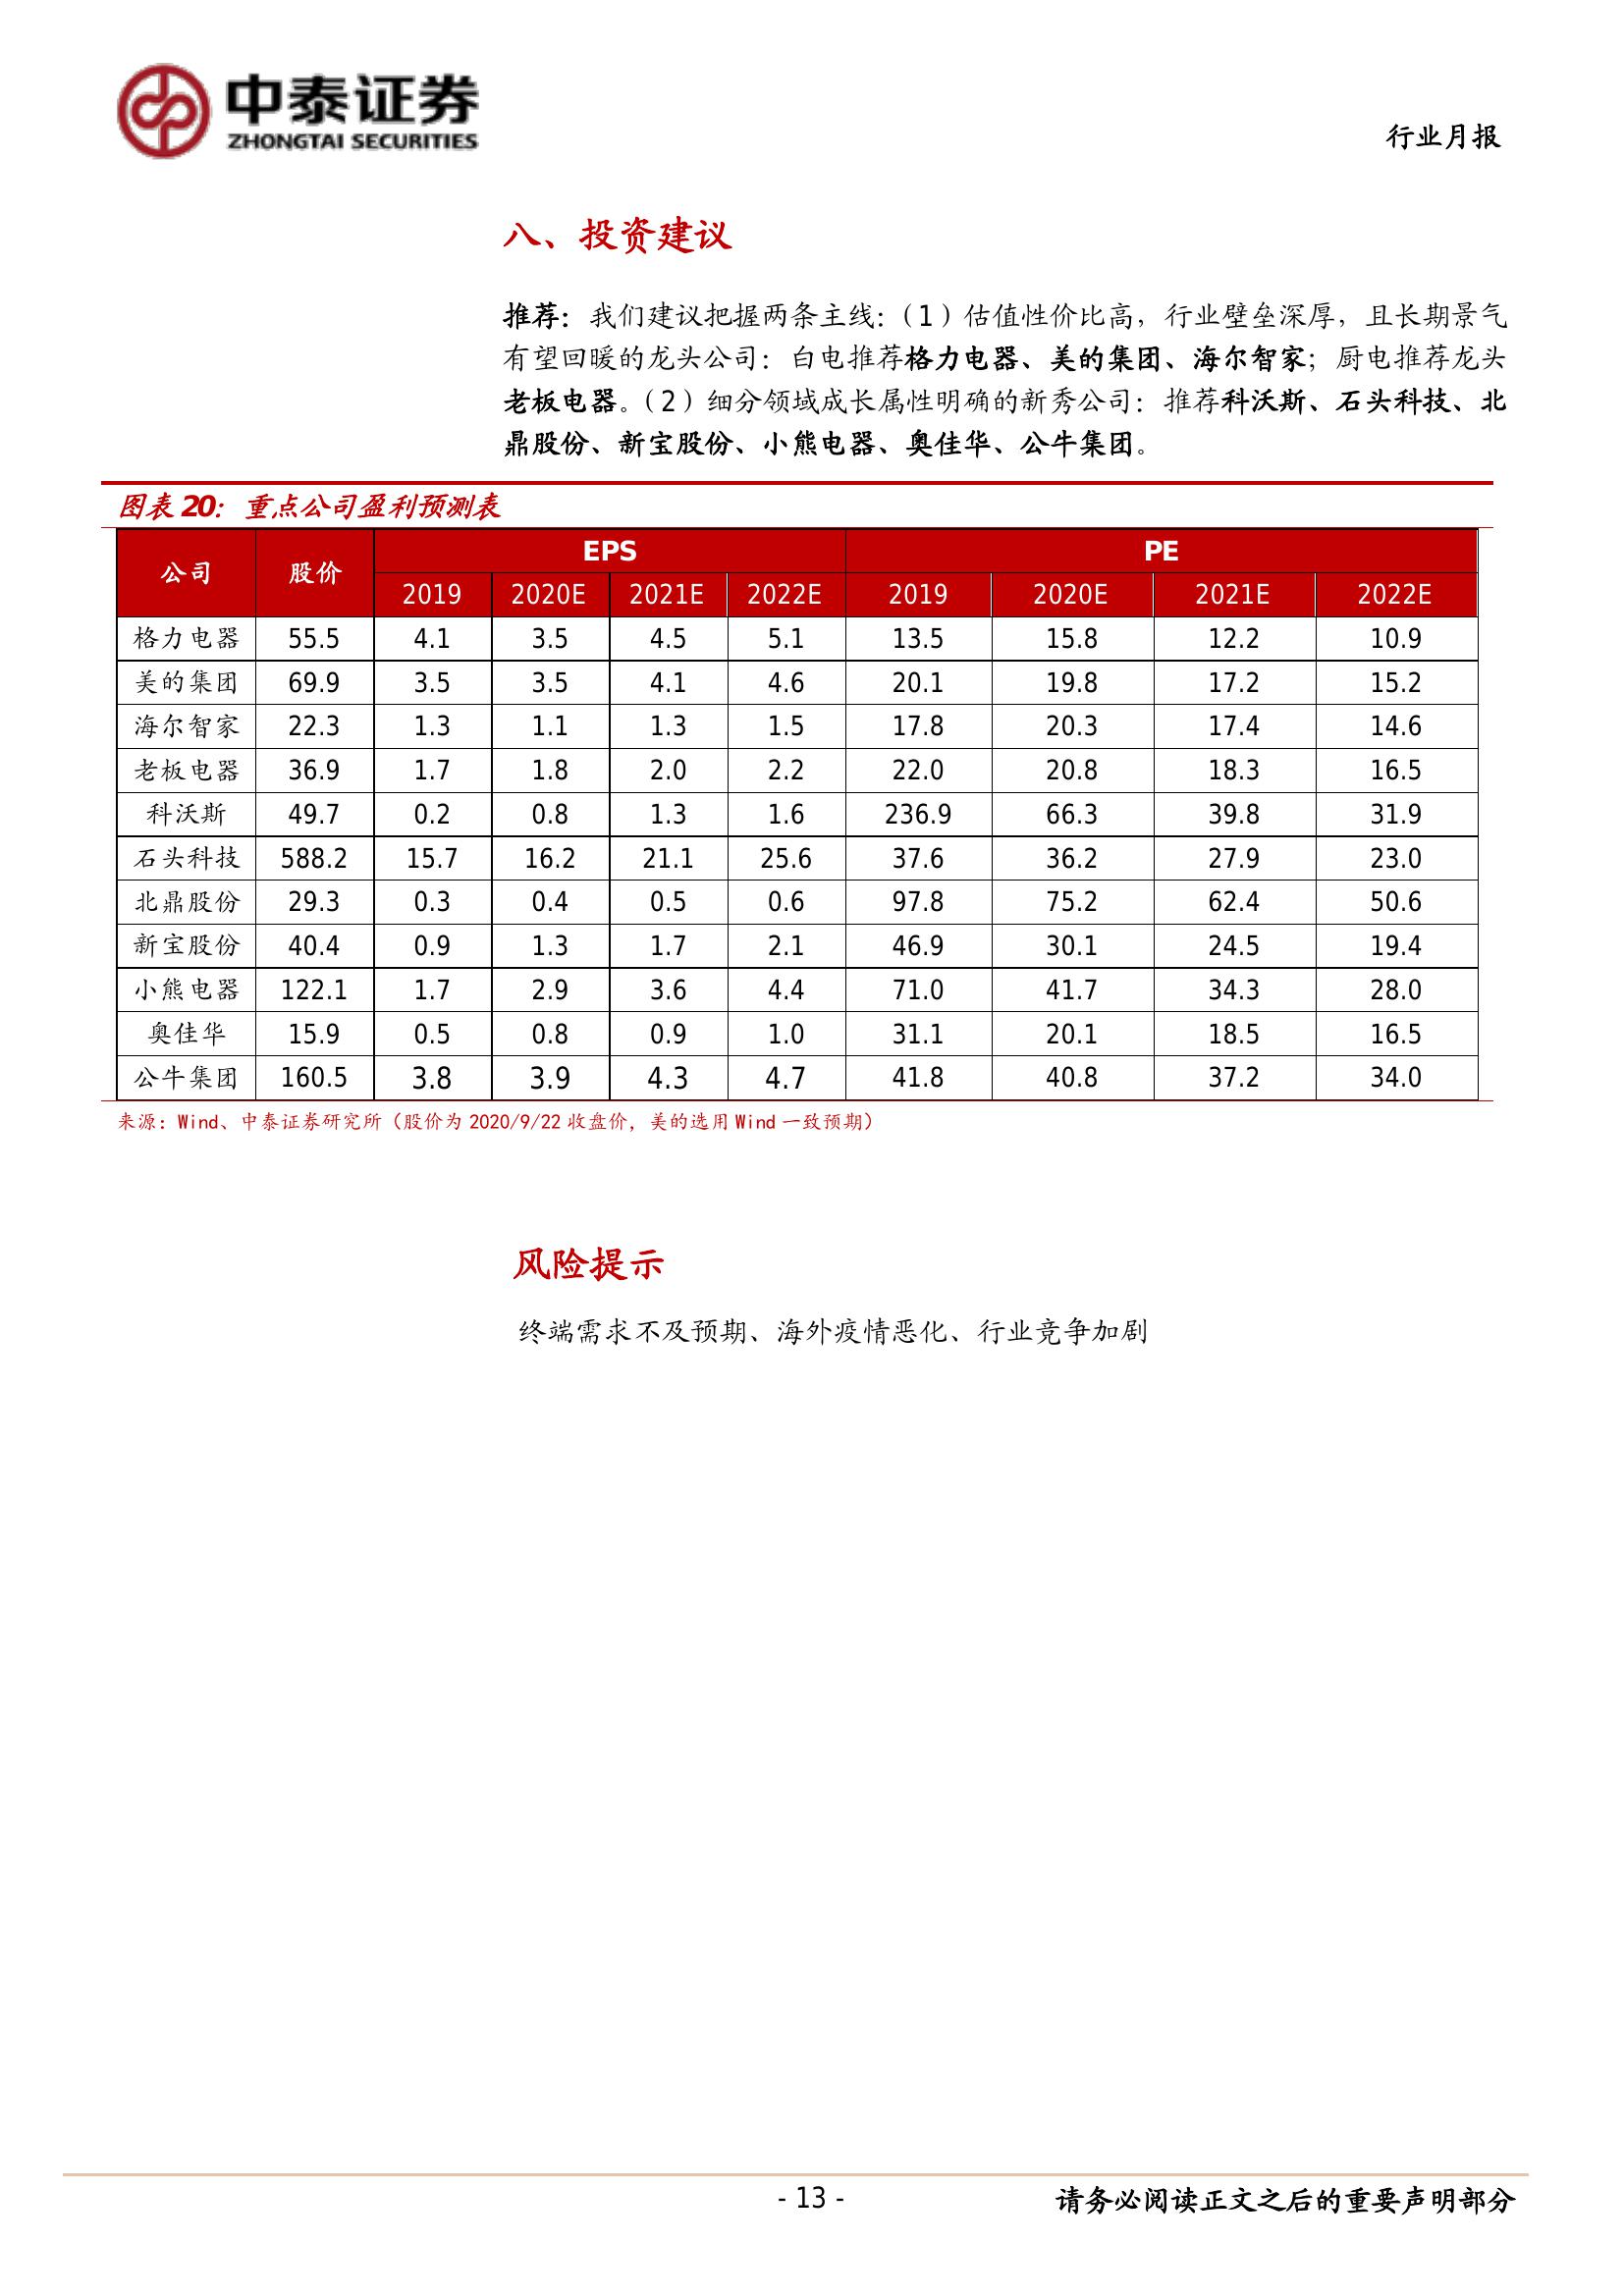 中泰证券
ZHONGTAI SECURITIES
行业月报
八、投资建议
推荐：我们建议把握两条主线：（1）估值性价比高，行业壁垒深厚，且长期景气
有望回暖的龙头公司：白电推荐格力电器、美的集团、海尔智家；厨电推荐龙头
老板电器。（2）细分领域成长属性明确的新秀公司：推荐科沃斯、石头科技、北
鼎股份、新宝股份、小熊电器、奥佳华、公牛集团。
图表 20：重点公司盈利预测表
公司 股价 EPS PE
2019 2020E 2021E 2022E 2019 2020E 2021E 2022E
格力电器 55.5 4.1 3.5 4.5 5.1 13.5 15.8 12.2 10.9
美的集团 69.9 3.5 3.5 4.1 4.6 20.1 19.8 17.2 15.2
海尔智家 22.3 1.3 1.1 1.3 1.5 17.8 20.3 17.4 14.6
老板电器 36.9 1.7 1.8 2.0 2.2 22.0 20.8 18.3 16.5
科沃斯 49.7 0.2 0.8 1.3 1.6 236.9 66.3 39.8 31.9
石头科技 588.2 15.7 16.2 21.1 25.6 37.6 36.2 27.9 23.0
北鼎股份 29.3 0.3 0.4 0.5 0.6 97.8 75.2 62.4 50.6
新宝股份 40.4 0.9 1.3 1.7 2.1 46.9 30.1 24.5 19.4
小熊电器 122.1 1.7 2.9 3.6 4.4 71.0 41.7 34.3 28.0
奥佳华 15.9 0.5 0.8 0.9 1.0 31.1 20.1 18.5 16.5
公牛集团 160.5 3.8 3.9 4.3 4.7 41.8 40.8 37.2 34.0
来源：Wind、中泰证券研究所（股价为 2020/9/22 收盘价，美的选用 Wind 一致预期）
风险提示
终端需求不及预期、海外疫情恶化、行业竞争加剧
- 13 -
请务必阅读正文之后的重要声明部分